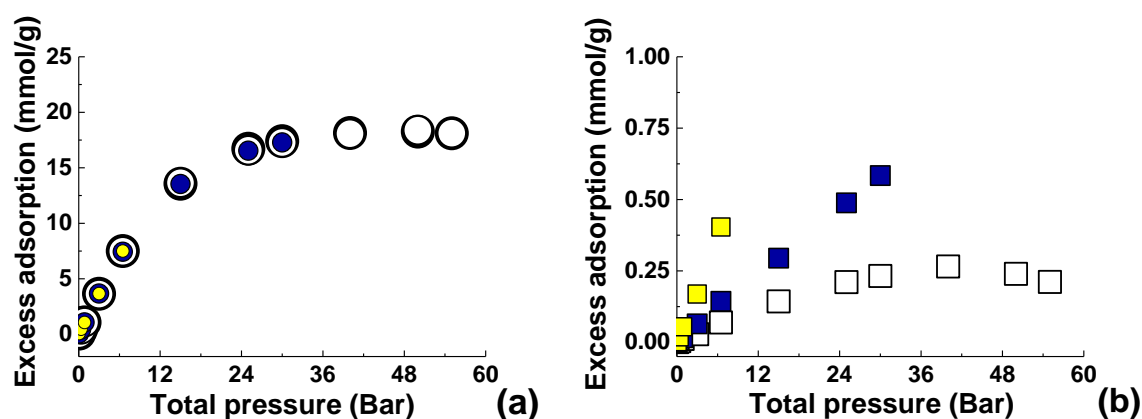 25
20
15
10
5
0
Excess adsorption (mmol/g)
0 12 24 36 48 60
Total pressure (Bar)
(a)
1.00
0.75
0.50
0.25
0.00
Excess adsorption (mmol/g)
0 12 24 36 48 60
Total pressure (Bar)
(b)